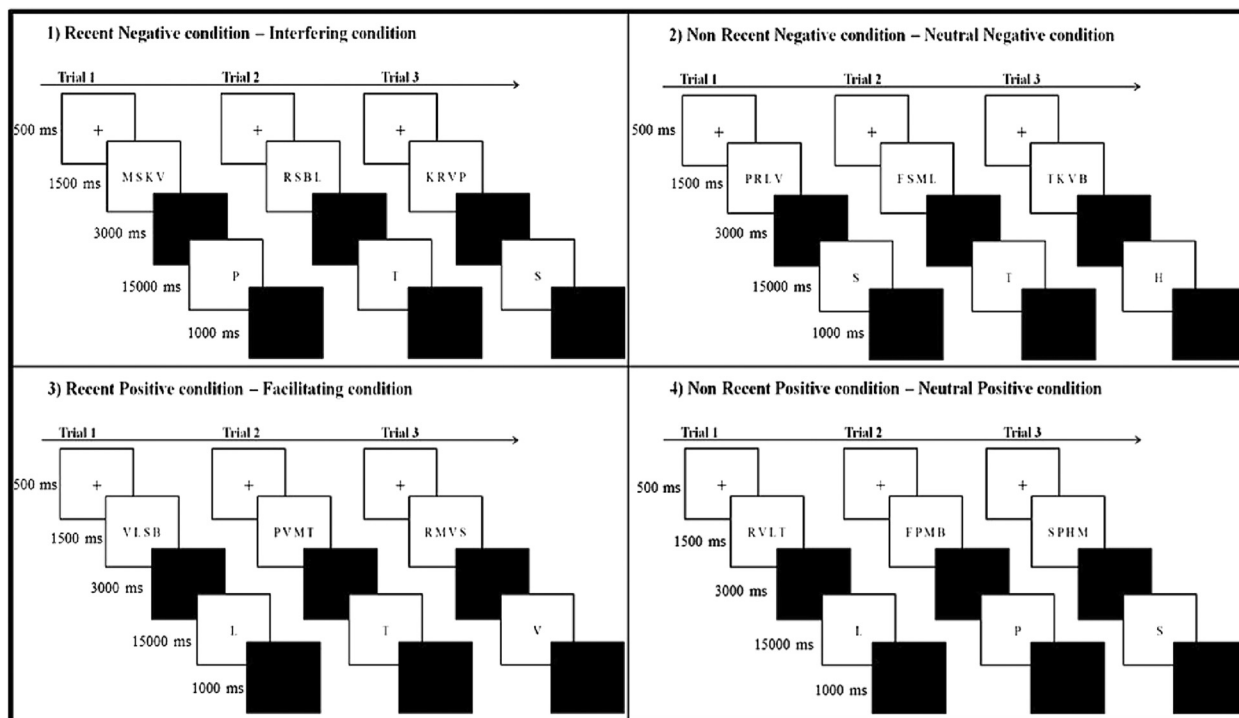 1) Recent Negative condition – Interfering condition
Trial 1 Trial 2 Trial 3
500 ms + + +
1500 ms MSKV RSBL KRVP
3000 ms
15000 ms P T S
1000 ms
2) Non Recent Negative condition – Neutral Negative condition
Trial 1 Trial 2 Trial 3
500 ms + + +
1500 ms PRLV FSML TKVB
3000 ms
15000 ms S T H
1000 ms
3) Recent Positive condition – Facilitating condition
Trial 1 Trial 2 Trial 3
500 ms + + +
1500 ms VLSB PVMT RMVS
3000 ms
15000 ms L T V
1000 ms
4) Non Recent Positive condition – Neutral Positive condition
Trial 1 Trial 2 Trial 3
500 ms + + +
1500 ms RVLT FPMB SPHM
3000 ms
15000 ms L P S
1000 ms